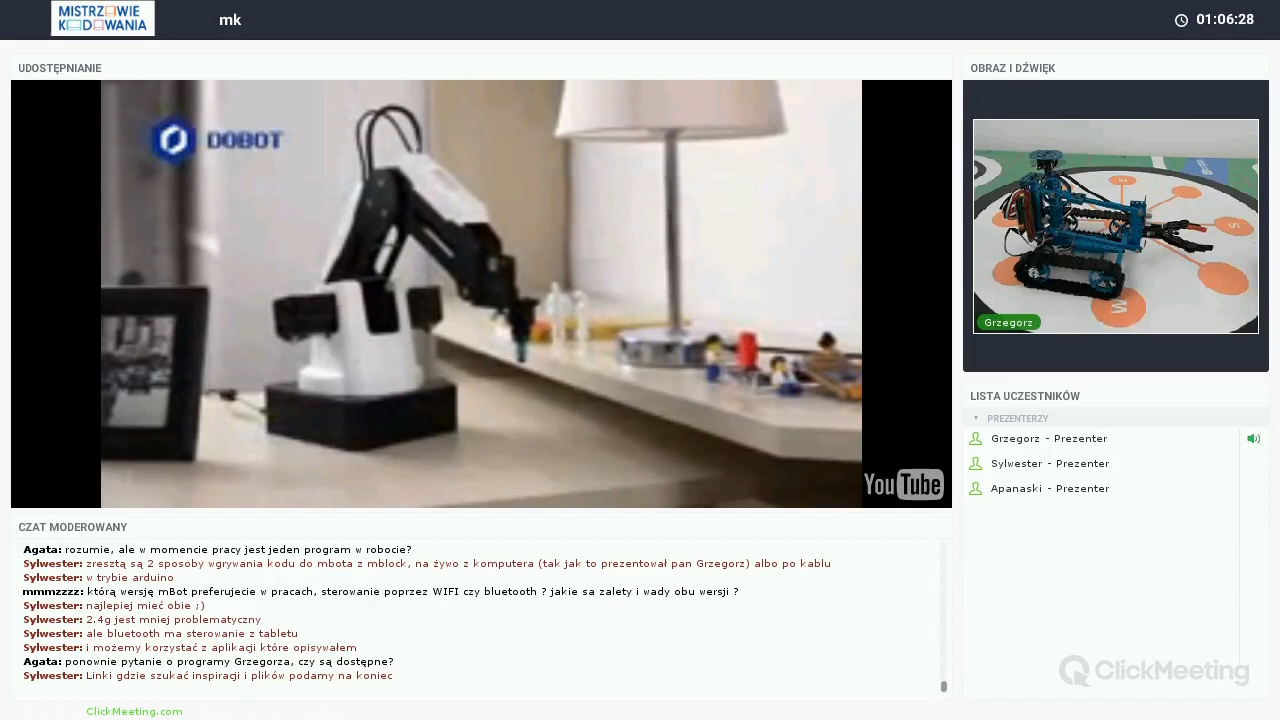 MISTRZOWIE KODOWANIA
mk
01:06:28
UDOSTĘPNIANIE
DOBOT
YouTube
OBRAZ I DŹWIĘK
Grzegorz
LISTA UCZESTNIKÓW
PREZENTERZY
Grzegorz - Prezenter
Sylwester - Prezenter
Apanaski - Prezenter
CZAT MODEROWANY
Agata: rozumie, ale w momencie pracy jest jeden program w robocie?
Sylwester: zresztą są 2 sposoby wgrywania kodu do mbota z mblock, na żywo z komputera (tak jak to prezentował pan Grzegorz) albo po kablu
Sylwester: w trybie arduino
mmmzzzz: którą wersję mBot preferujecie w pracach, sterowanie poprzez WIFI czy bluetooth ? jakie sa zalety i wady obu wersji ?
Sylwester: najlepiej mieć obie ;)
Sylwester: 2.4g jest mniej problematyczny
Sylwester: ale bluetooth ma sterowanie z tabletu
Sylwester: i możemy korzystać z aplikacji które opisywałem
Agata: ponownie pytanie o programy Grzegorza, czy są dostępne?
Sylwester: Linki gdzie szukać inspiracji i plików podamy na koniec
ClickMeeting
ClickMeeting.com